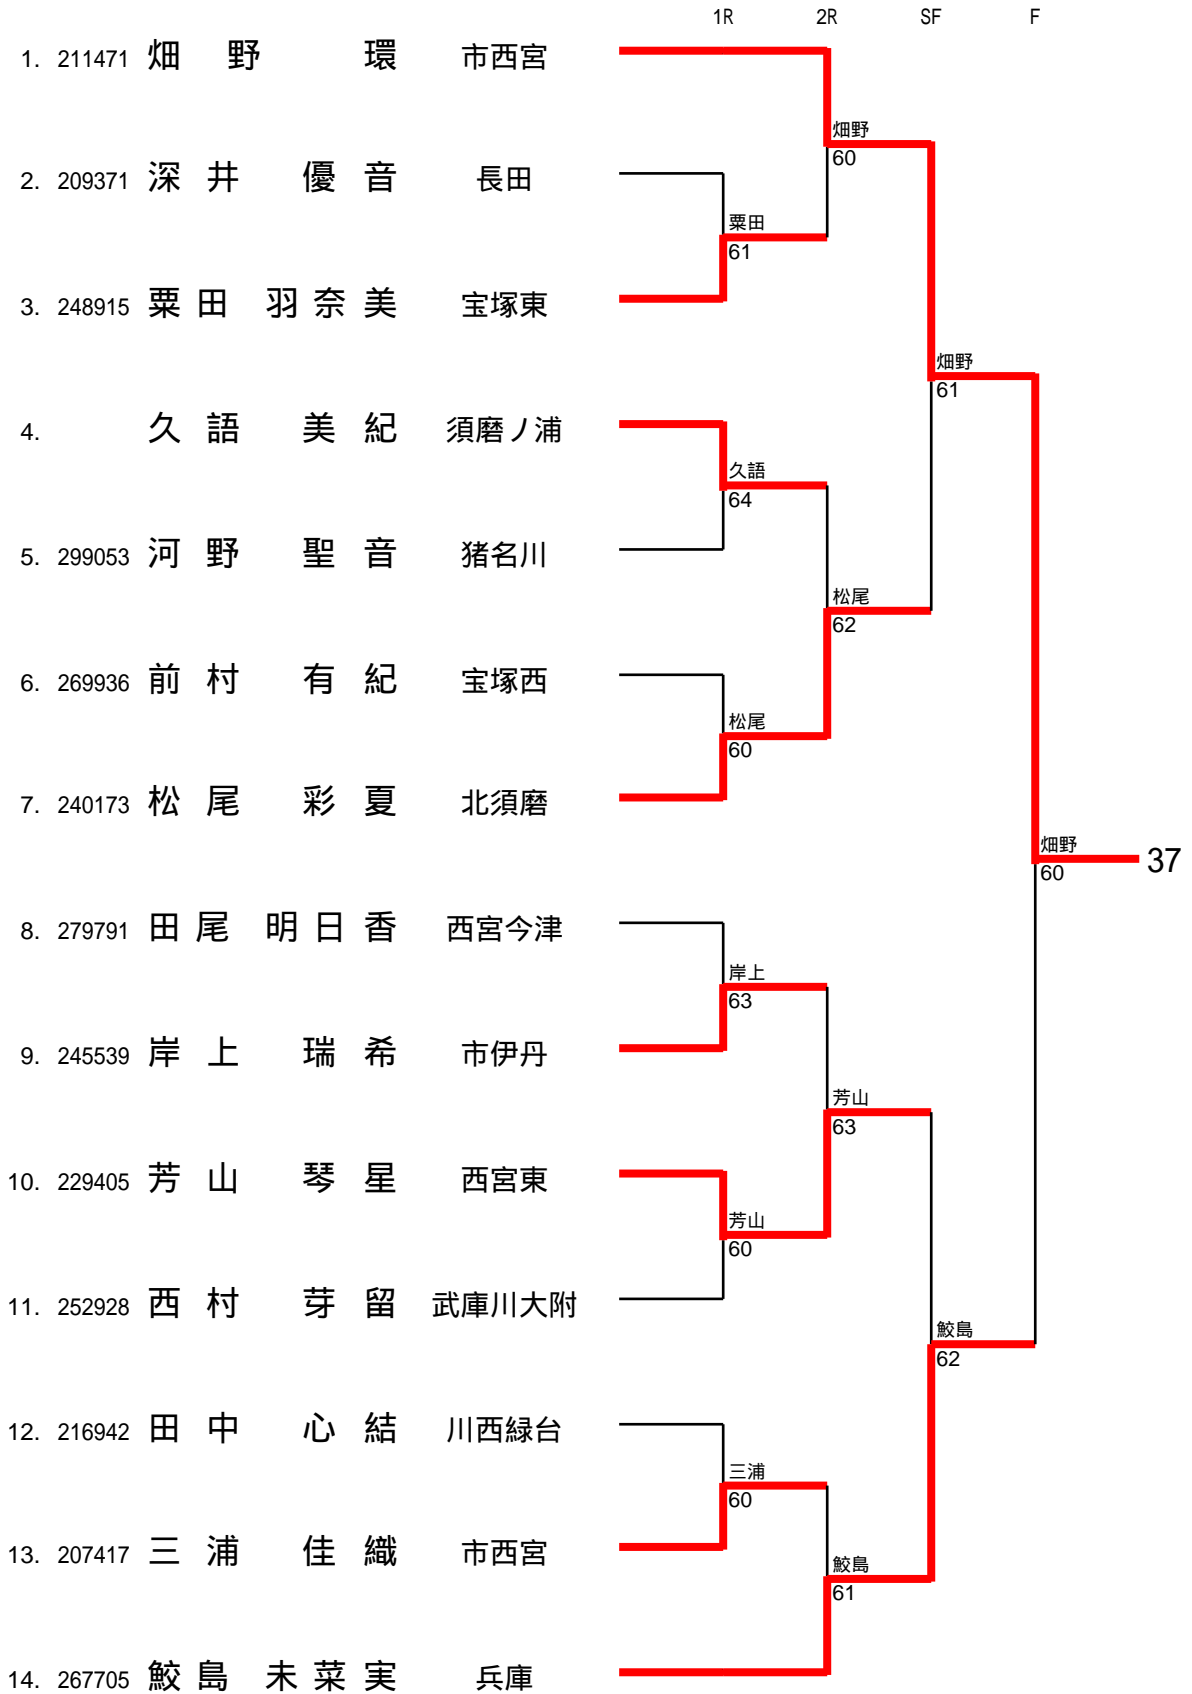 1R 2R SF F
1. 211471 畑野 環 市西宮
畑野
60
2. 209371 深井 優音 長田
粟田
61
3. 248915 粟田 羽奈美 宝塚東
畑野
61
4. 久語 美紀 須磨ノ浦
久語
64
5. 299053 河野 聖音 猪名川
松尾
62
6. 269936 前村 有紀 宝塚西
松尾
60
7. 240173 松尾 彩夏 北須磨
畑野
60
37
8. 279791 田尾 明日香 西宮今津
岸上
63
9. 245539 岸上 瑞希 市伊丹
芳山
63
10. 229405 芳山 琴星 西宮東
芳山
60
11. 252928 西村 芽留 武庫川大附
鮫島
62
12. 216942 田中 心結 川西緑台
三浦
60
13. 207417 三浦 佳織 市西宮
鮫島
61
14. 267705 鮫島 未菜実 兵庫